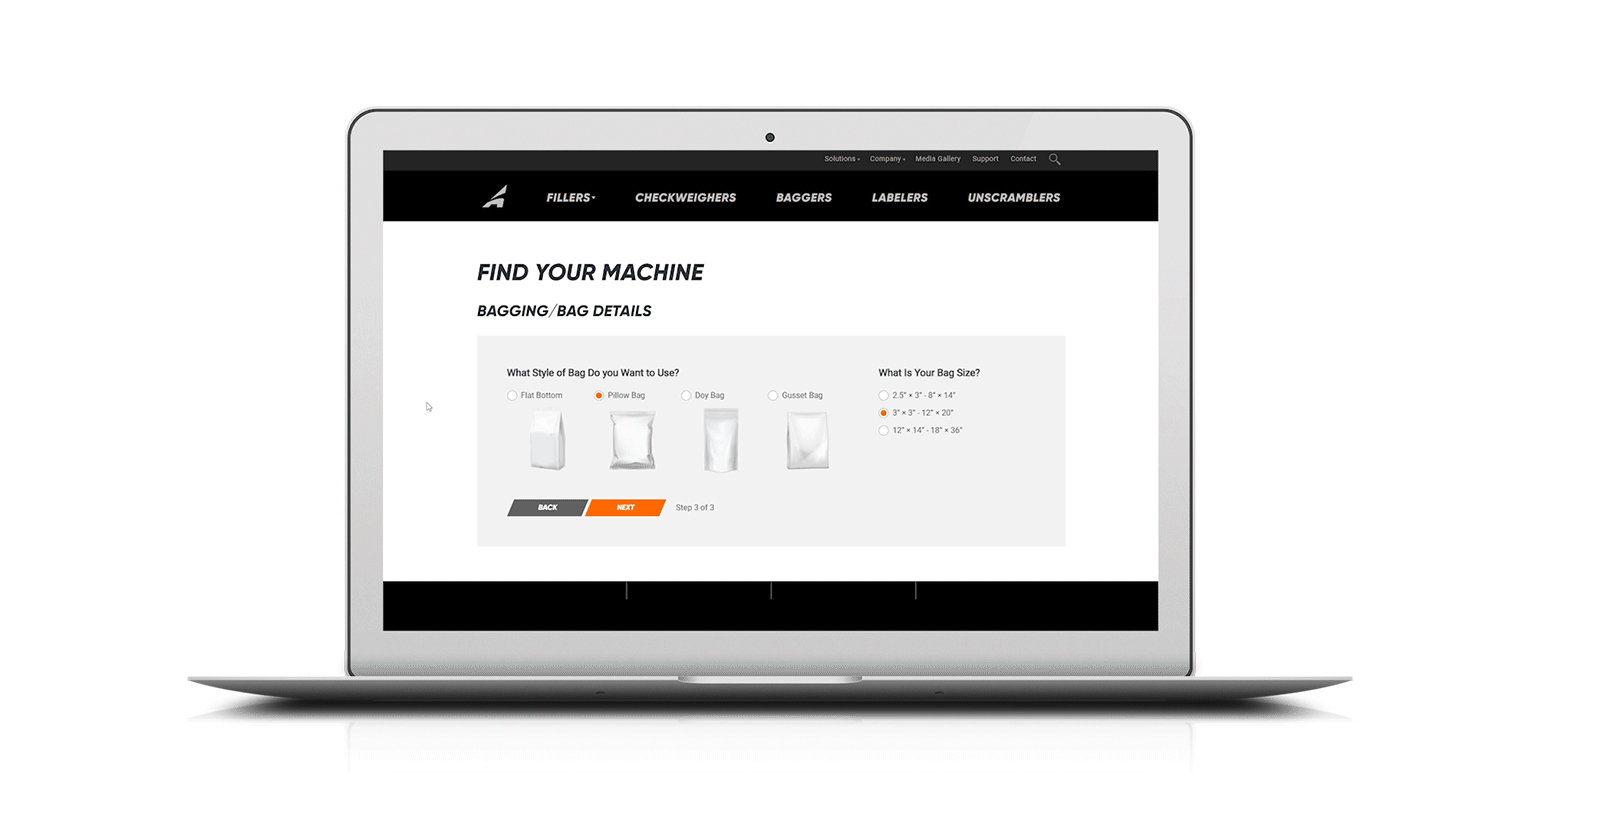 Solutions Company Media Gallery Support Contact
FILLERS CHECKWEIGHERS BAGGERS LABELERS UNSCRAMBLERS
FIND YOUR MACHINE
BAGGING/BAG DETAILS
What Style of Bag Do you Want to Use?
Flat Bottom Pillow Bag Doy Bag Gusset Bag
What Is Your Bag Size?
2.5" × 3" - 8" × 14"
3" × 3" - 12" × 20"
12" × 14" - 18" × 36"
BACK NEXT Step 3 of 3